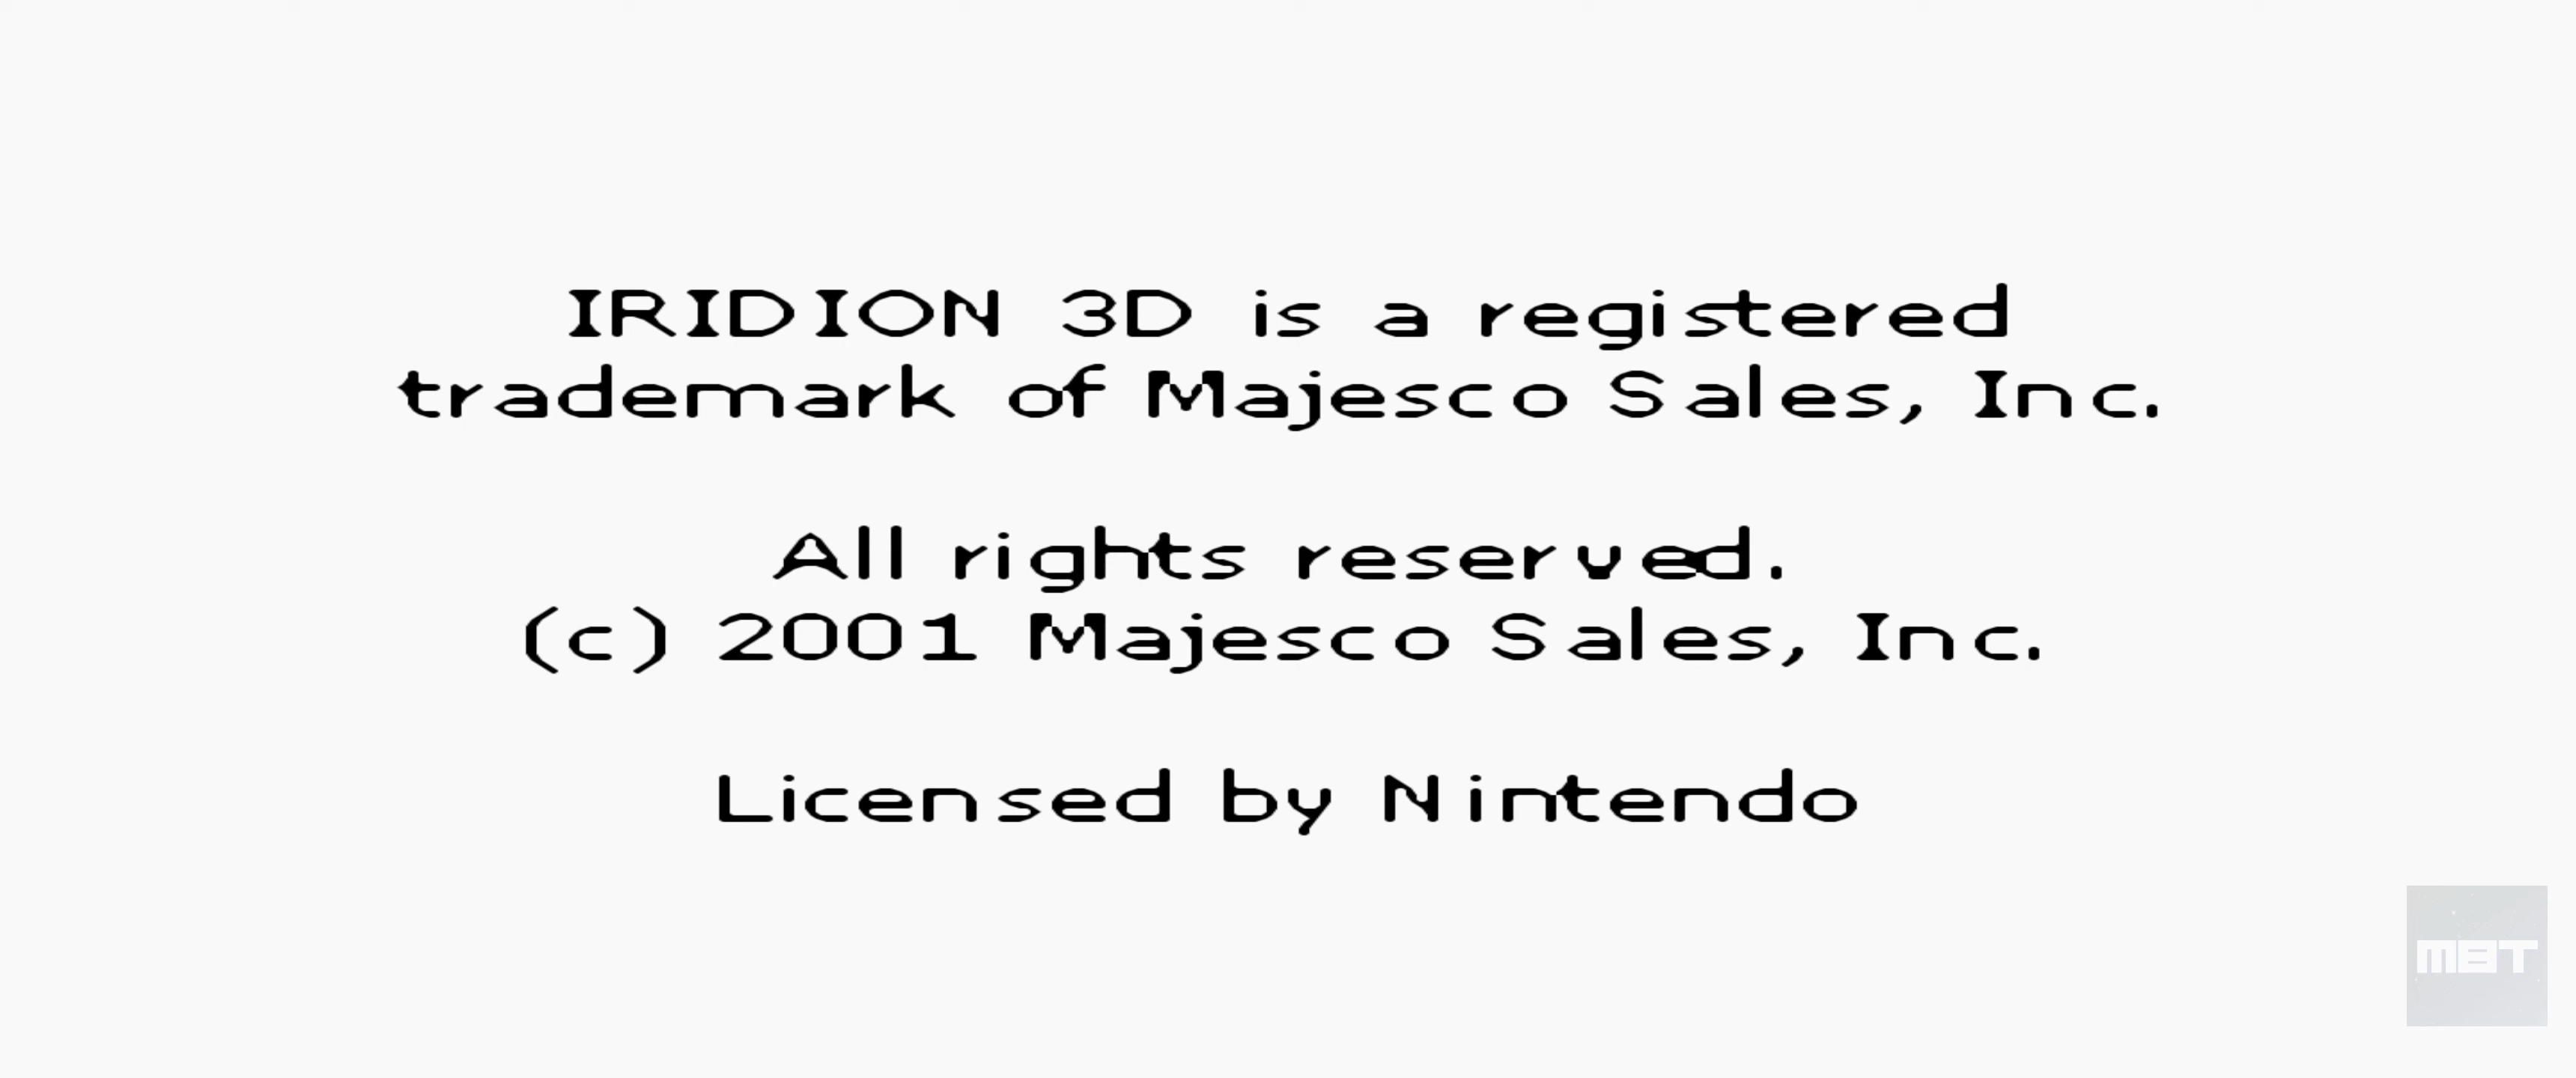 IRIDION 3D is a registered
trademark of Majesco Sales, Inc.
All rights reserved.
(c) 2001 Majesco Sales, Inc.
Licensed by Nintendo
MBT